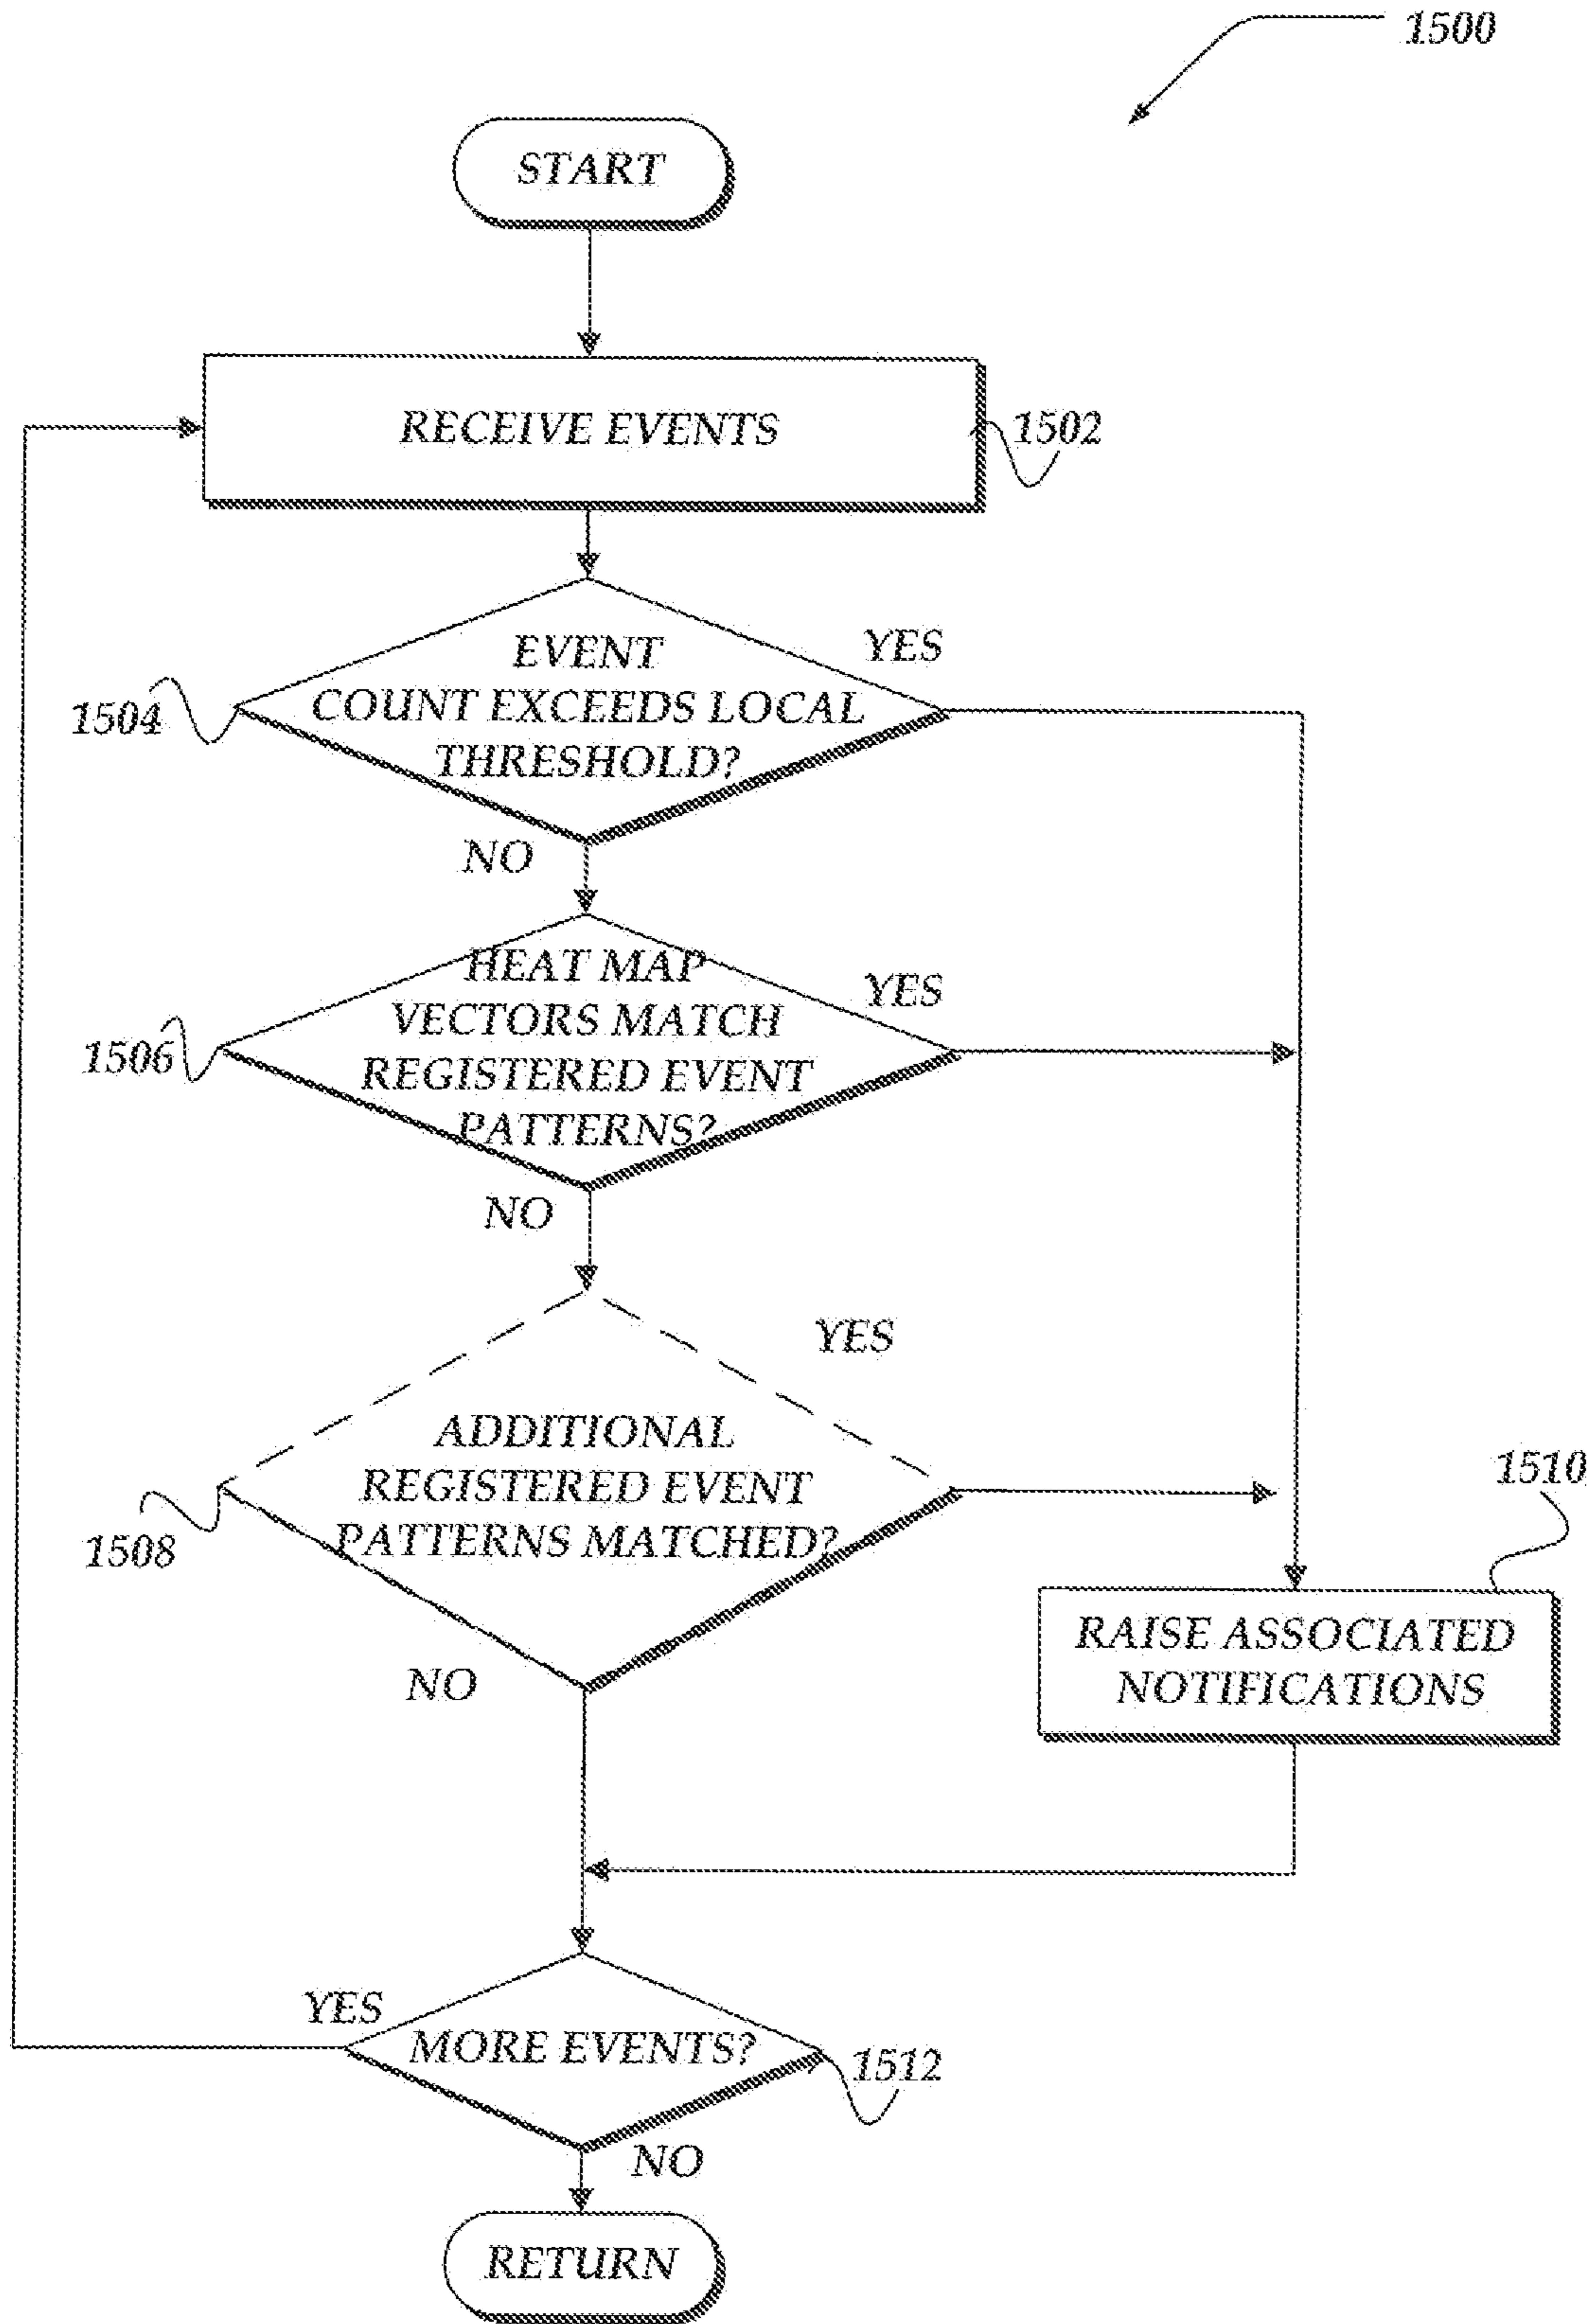 1500
START
RECEIVE EVENTS
1502
EVENT
COUNT EXCEEDS LOCAL
THRESHOLD?
YES
1504
NO
HEAT MAP
VECTORS MATCH
REGISTERED EVENT
PATTERNS?
YES
1506
NO
YES
ADDITIONAL
REGISTERED EVENT
PATTERNS MATCHED?
1508
1510
NO
RAISE ASSOCIATED
NOTIFICATIONS
YES
MORE EVENTS?
1512
NO
RETURN